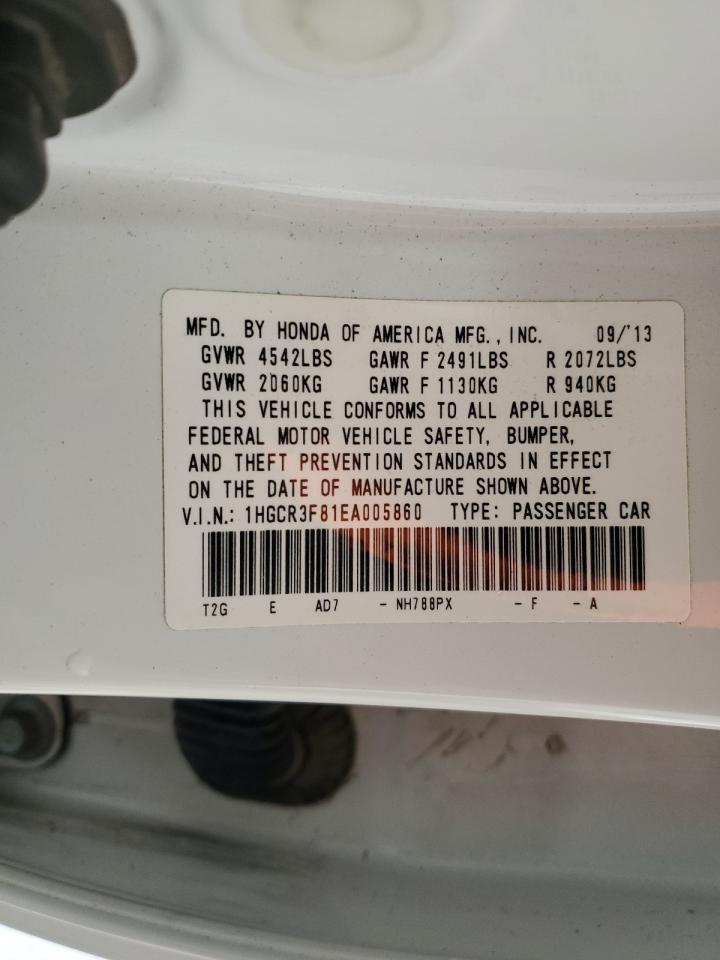 MFD. BY HONDA OF AMERICA MFG., INC. 09/'13
GVWR 4542LBS GAWR F 2491LBS R 2072LBS
GVWR 2060KG GAWR F 1130KG R 940KG
THIS VEHICLE CONFORMS TO ALL APPLICABLE
FEDERAL MOTOR VEHICLE SAFETY, BUMPER,
AND THEFT PREVENTION STANDARDS IN EFFECT
ON THE DATE OF MANUFACTURE SHOWN ABOVE.
V.I.N.: 1HGCR3F81EA005860 TYPE: PASSENGER CAR
T2G E AD7 - NH788PX - F - A